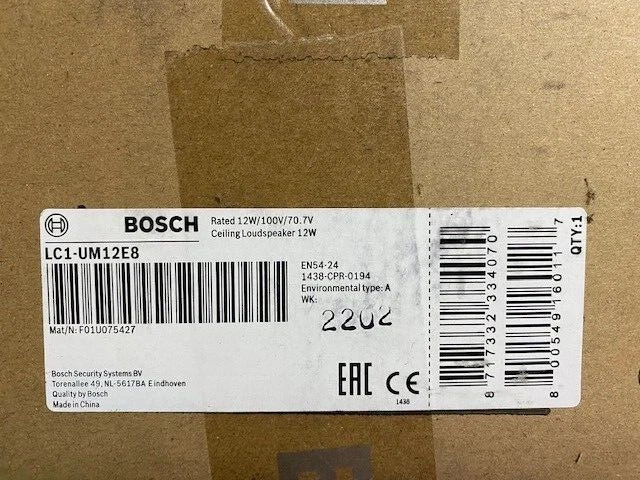 BOSCH
Rated 12W/100V/70.7V
Ceiling Loudspeaker 12W
LC1-UM12E8
Mat/N: F01U075427
EN54-24
1438-CPR-0194
Environmental type: A
WK:
2202
Bosch Security Systems BV
Torenallee 49, NL-5617BA Eindhoven
Quality by Bosch
Made in China
EAC CE
1438
8 717332 334070
8 00549 16011 7
QTY:1